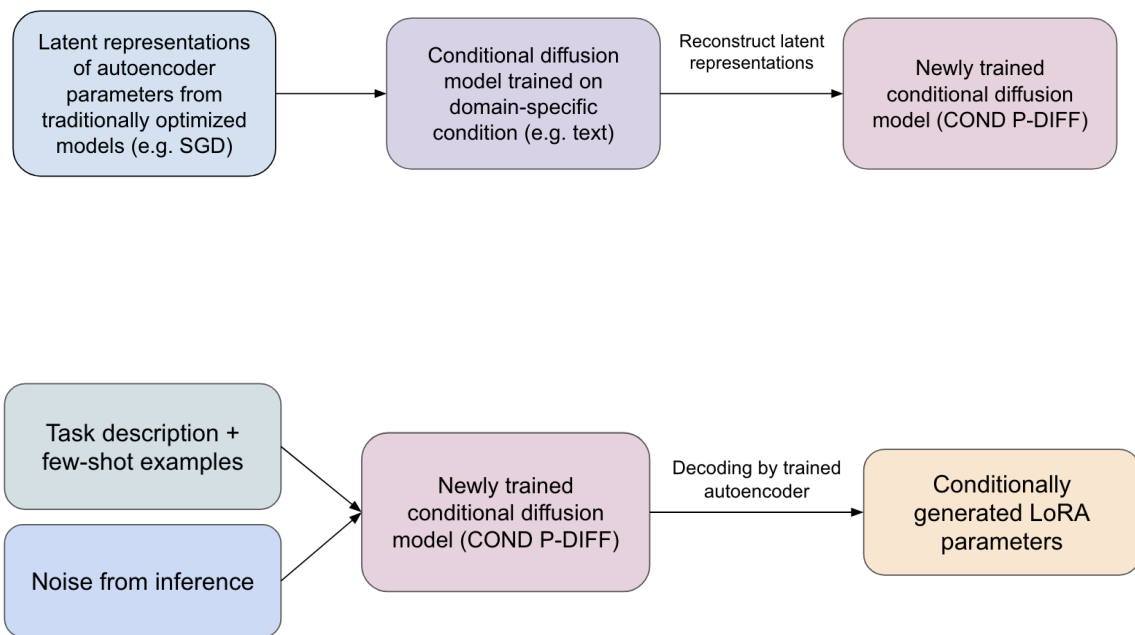 Latent representations
of autoencoder
parameters from
traditionally optimized
models (e.g. SGD)
Conditional diffusion
model trained on
domain-specific
condition (e.g. text)
Reconstruct latent
representations
Newly trained
conditional diffusion
model (COND P-DIFF)
Task description +
few-shot examples
Noise from inference
Newly trained
conditional diffusion
model (COND P-DIFF)
Decoding by trained
autoencoder
Conditionally
generated LoRA
parameters